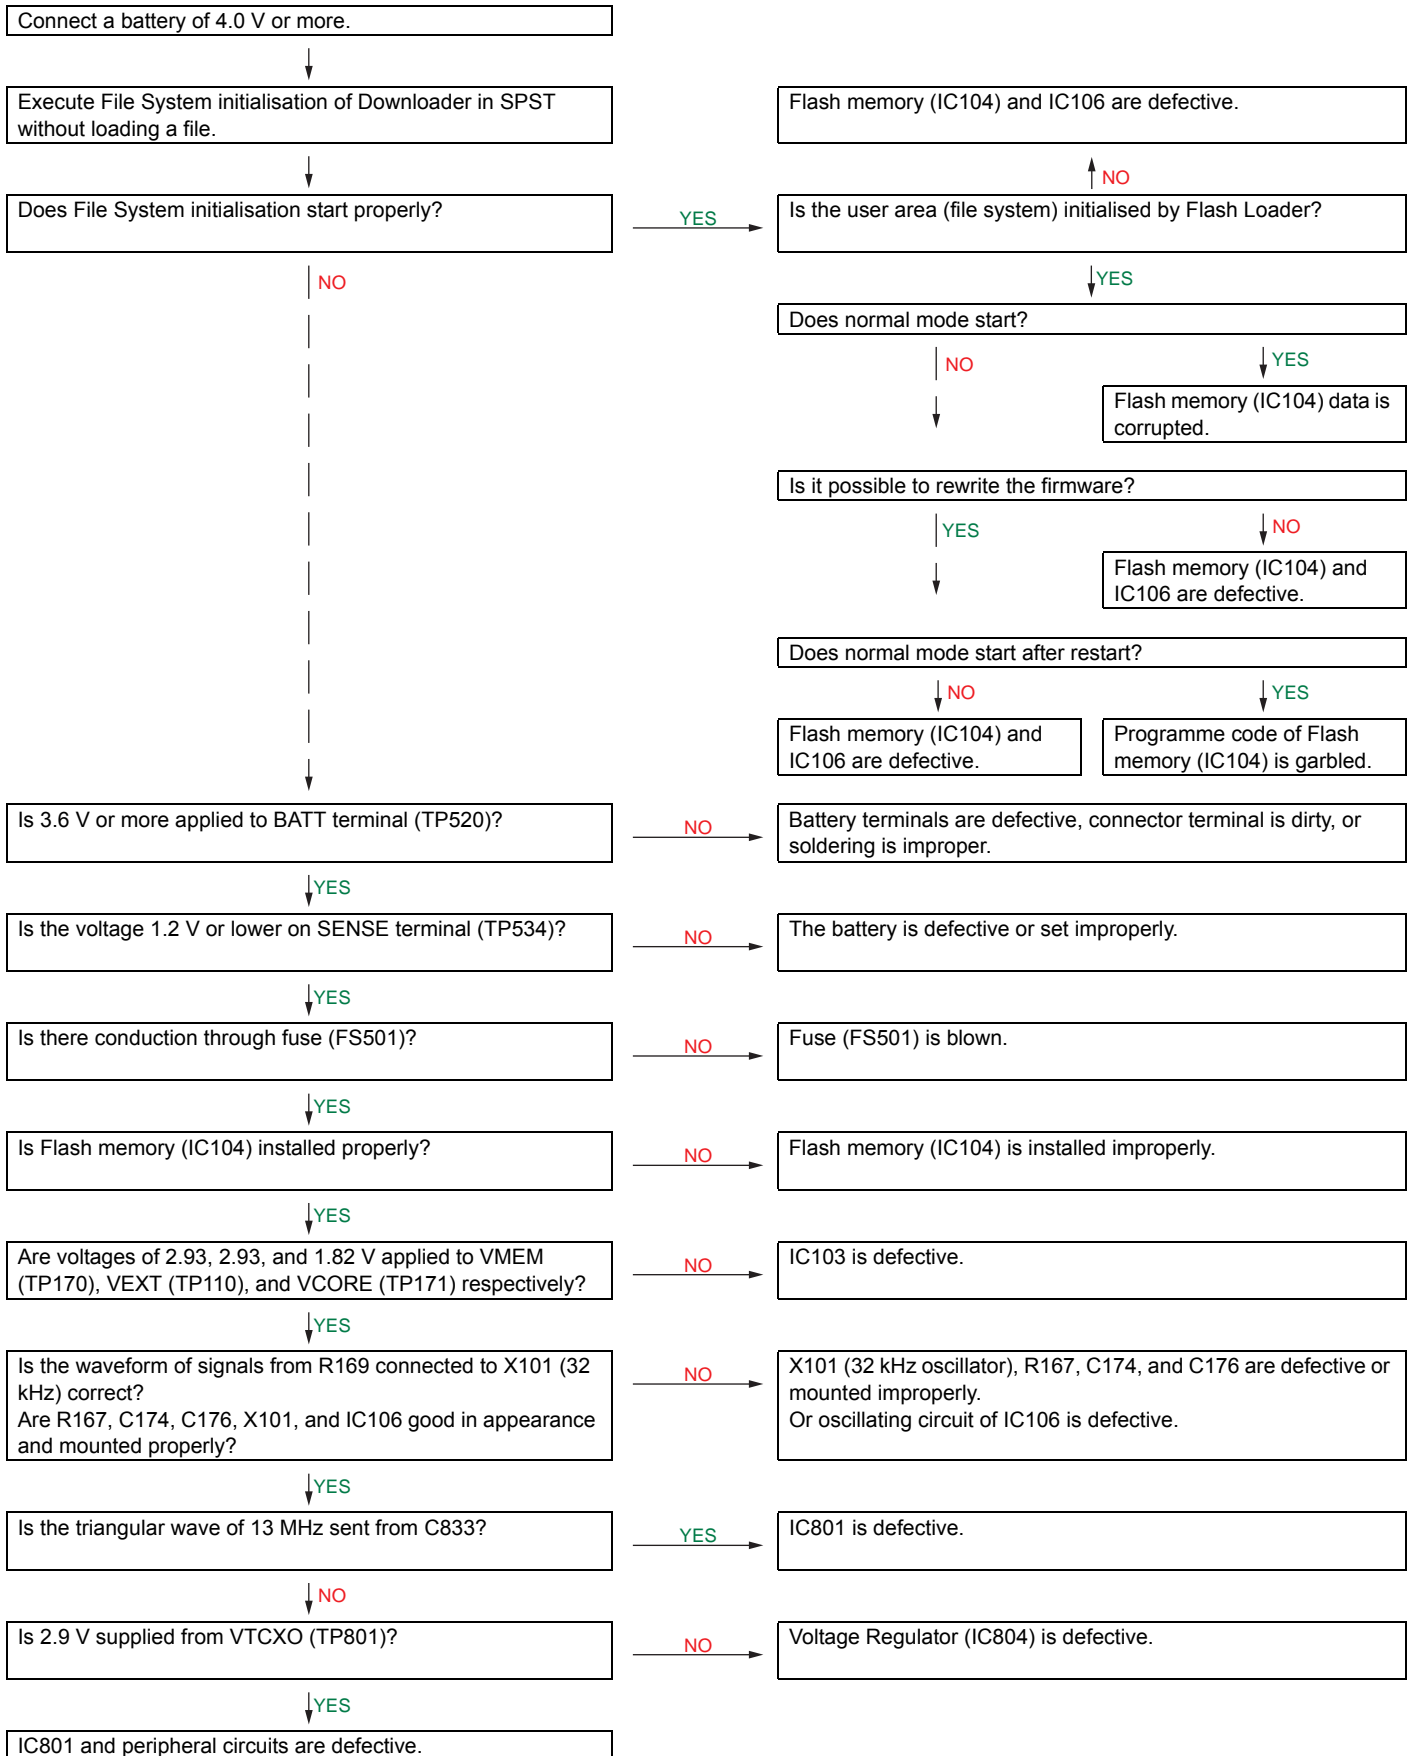 Connect a battery of 4.0 V or more.
Execute File System initialisation of Downloader in SPST
without loading a file.
Flash memory (IC104) and IC106 are defective.
NO
Does File System initialisation start properly?
YES
Is the user area (file system) initialised by Flash Loader?
NO
YES
Does normal mode start?
NO
YES
Flash memory (IC104) data is
corrupted.
Is it possible to rewrite the firmware?
YES
NO
Flash memory (IC104) and
IC106 are defective.
Does normal mode start after restart?
NO
YES
Flash memory (IC104) and
IC106 are defective.
Programme code of Flash
memory (IC104) is garbled.
Is 3.6 V or more applied to BATT terminal (TP520)?
NO
Battery terminals are defective, connector terminal is dirty, or
soldering is improper.
YES
Is the voltage 1.2 V or lower on SENSE terminal (TP534)?
NO
The battery is defective or set improperly.
YES
Is there conduction through fuse (FS501)?
NO
Fuse (FS501) is blown.
YES
Is Flash memory (IC104) installed properly?
NO
Flash memory (IC104) is installed improperly.
YES
Are voltages of 2.93, 2.93, and 1.82 V applied to VMEM
(TP170), VEXT (TP110), and VCORE (TP171) respectively?
NO
IC103 is defective.
YES
Is the waveform of signals from R169 connected to X101 (32
kHz) correct?
Are R167, C174, C176, X101, and IC106 good in appearance
and mounted properly?
NO
X101 (32 kHz oscillator), R167, C174, and C176 are defective or
mounted improperly.
Or oscillating circuit of IC106 is defective.
YES
Is the triangular wave of 13 MHz sent from C833?
YES
IC801 is defective.
NO
Is 2.9 V supplied from VTCXO (TP801)?
NO
Voltage Regulator (IC804) is defective.
YES
IC801 and peripheral circuits are defective.